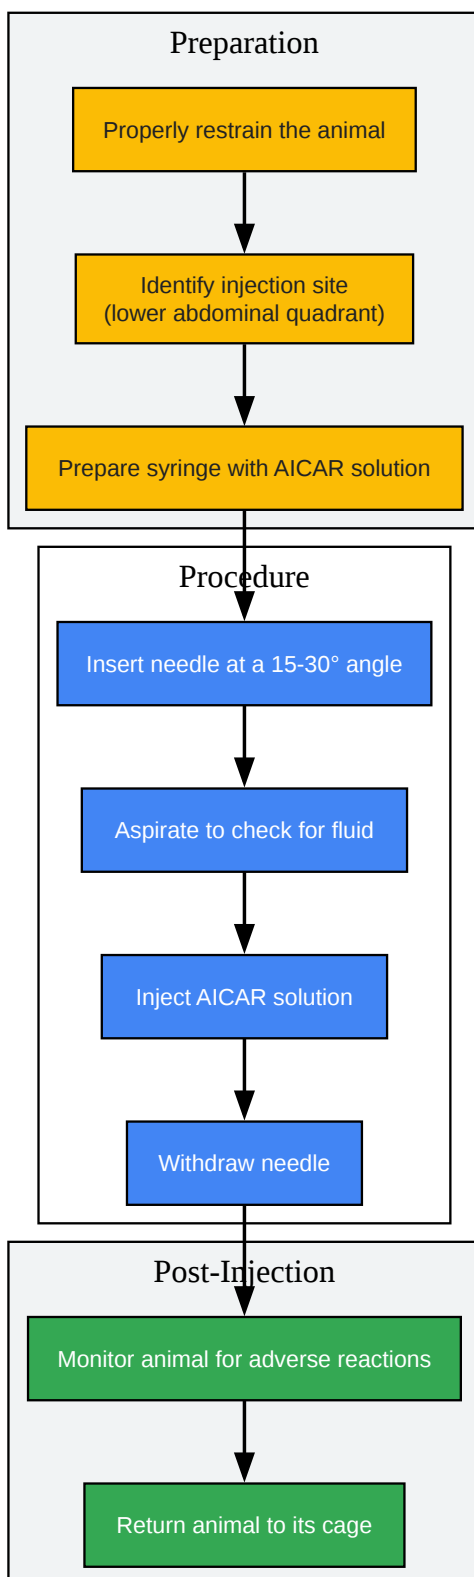 Preparation
Properly restrain the animal
Identify injection site
(lower abdominal quadrant)
Prepare syringe with AICAR solution
Procedure
Insert needle at a 15-30° angle
Aspirate to check for fluid
Inject AICAR solution
Withdraw needle
Post-Injection
Monitor animal for adverse reactions
Return animal to its cage